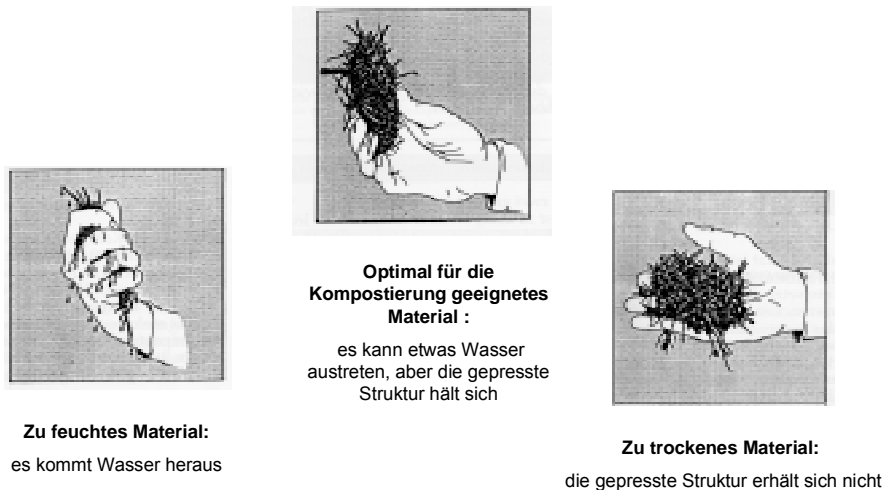 Zu feuchtes Material:
es kommt Wasser heraus
Optimal für die
Kompostierung geeignetes
Material :
es kann etwas Wasser
austreten, aber die gepresste
Struktur hält sich
Zu trockenes Material:
die gepresste Struktur erhält sich nicht